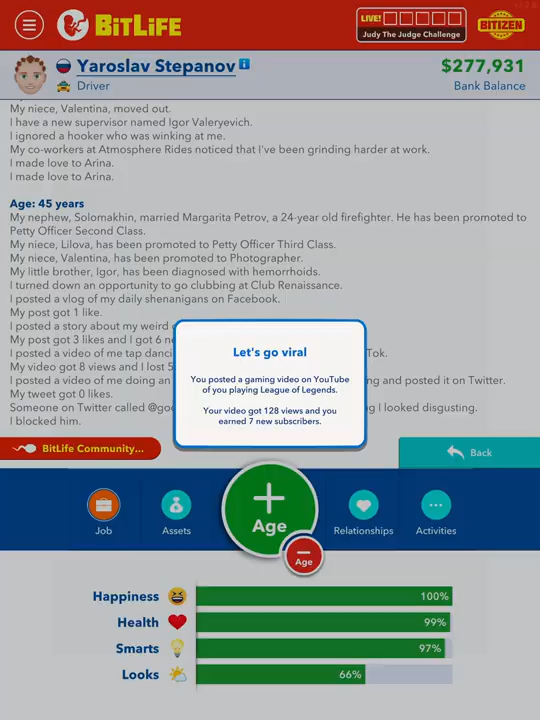 BITLIFE
LIVE!
Judy The Judge Challenge
BITIZEN
Yaroslav Stepanov
$277,931
Driver
Bank Balance
My niece, Valentina, moved out.
I have a new supervisor named Igor Valeryevich.
I ignored a hooker who was winking at me.
My co-workers at Atmosphere Rides noticed that I've been grinding harder at work.
I made love to Arina.
I made love to Arina.
Age: 45 years
My nephew, Solomakhin, married Margarita Petrov, a 24-year old firefighter. He has been promoted to
Petty Officer Second Class.
My niece, Lilova, has been promoted to Petty Officer Third Class.
My niece, Valentina, has been promoted to Photographer.
My little brother, Igor, has been diagnosed with hemorrhoids.
I turned down an opportunity to go clubbing at Club Renaissance.
I posted a vlog of my daily shenanigans on Facebook.
My post got 1 like.
I posted a story about my weird
My post got 3 likes and I got 6 n
I posted a video of me tap danci
Tok.
My video got 8 views and I lost 5
I posted a video of me doing an
ing and posted it on Twitter.
My tweet got 0 likes.
Someone on Twitter called @goo
g I looked disgusting.
I blocked him.
Let's go viral
You posted a gaming video on YouTube
of you playing League of Legends.
Your video got 128 views and you
earned 7 new subscribers.
BitLife Community...
Back
Job
Assets
Age
Age
Relationships
Activities
Happiness
100%
Health
99%
Smarts
97%
Looks
66%